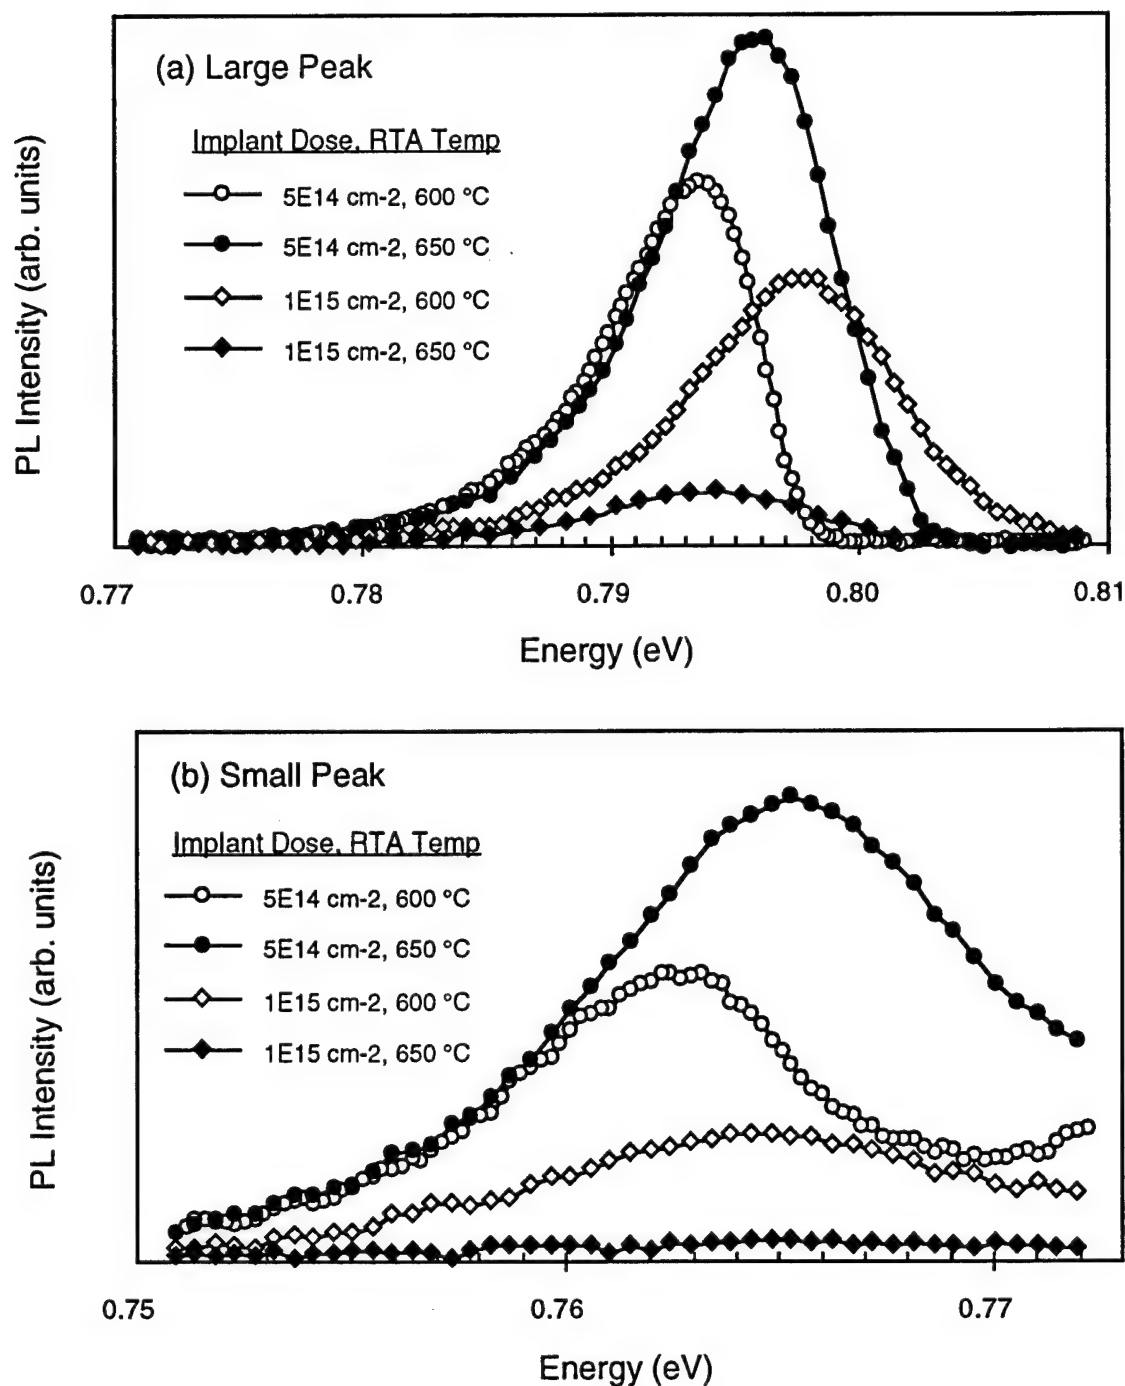 (a) Large Peak
Implant Dose, RTA Temp
5E14 cm-2, 600 °C
5E14 cm-2, 650 °C
1E15 cm-2, 600 °C
1E15 cm-2, 650 °C
PL Intensity (arb. units)
0.77 0.78 0.79 0.80 0.81
Energy (eV)
(b) Small Peak
Implant Dose, RTA Temp
5E14 cm-2, 600 °C
5E14 cm-2, 650 °C
1E15 cm-2, 600 °C
1E15 cm-2, 650 °C
PL Intensity (arb. units)
0.75 0.76 0.77
Energy (eV)